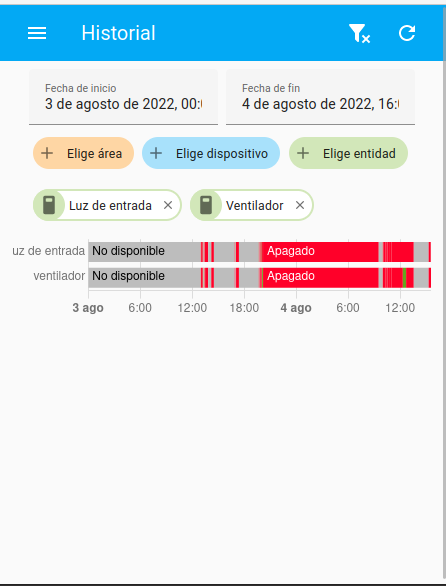 Historial
Fecha de inicio
3 de agosto de 2022, 00:
Fecha de fin
4 de agosto de 2022, 16:
Elige área
Elige dispositivo
Elige entidad
Luz de entrada
Ventilador
uz de entrada No disponible Apagado
ventilador No disponible Apagado
3 ago 6:00 12:00 18:00 4 ago 6:00 12:00